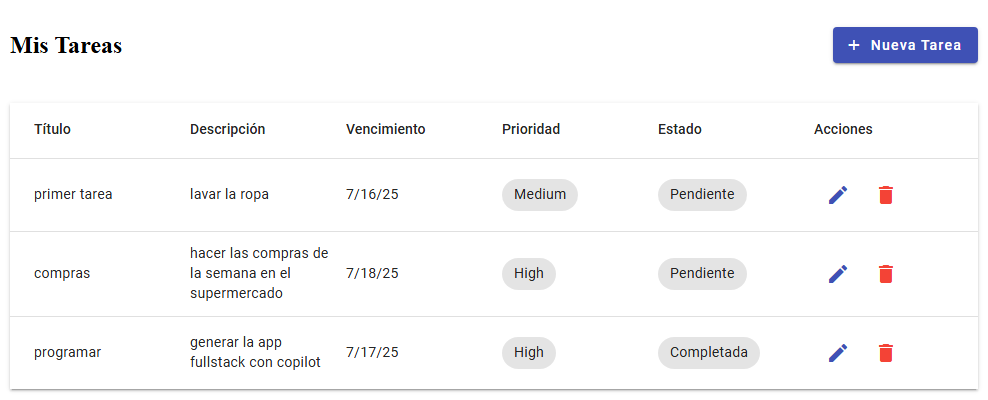 Mis Tareas
+ Nueva Tarea
Título Descripción Vencimiento Prioridad Estado Acciones
primer tarea lavar la ropa 7/16/25 Medium Pendiente
hacer las compras de
la semana en el
supermercado
compras 7/18/25 High Pendiente
generar la app
fullstack con copilot
programar 7/17/25 High Completada